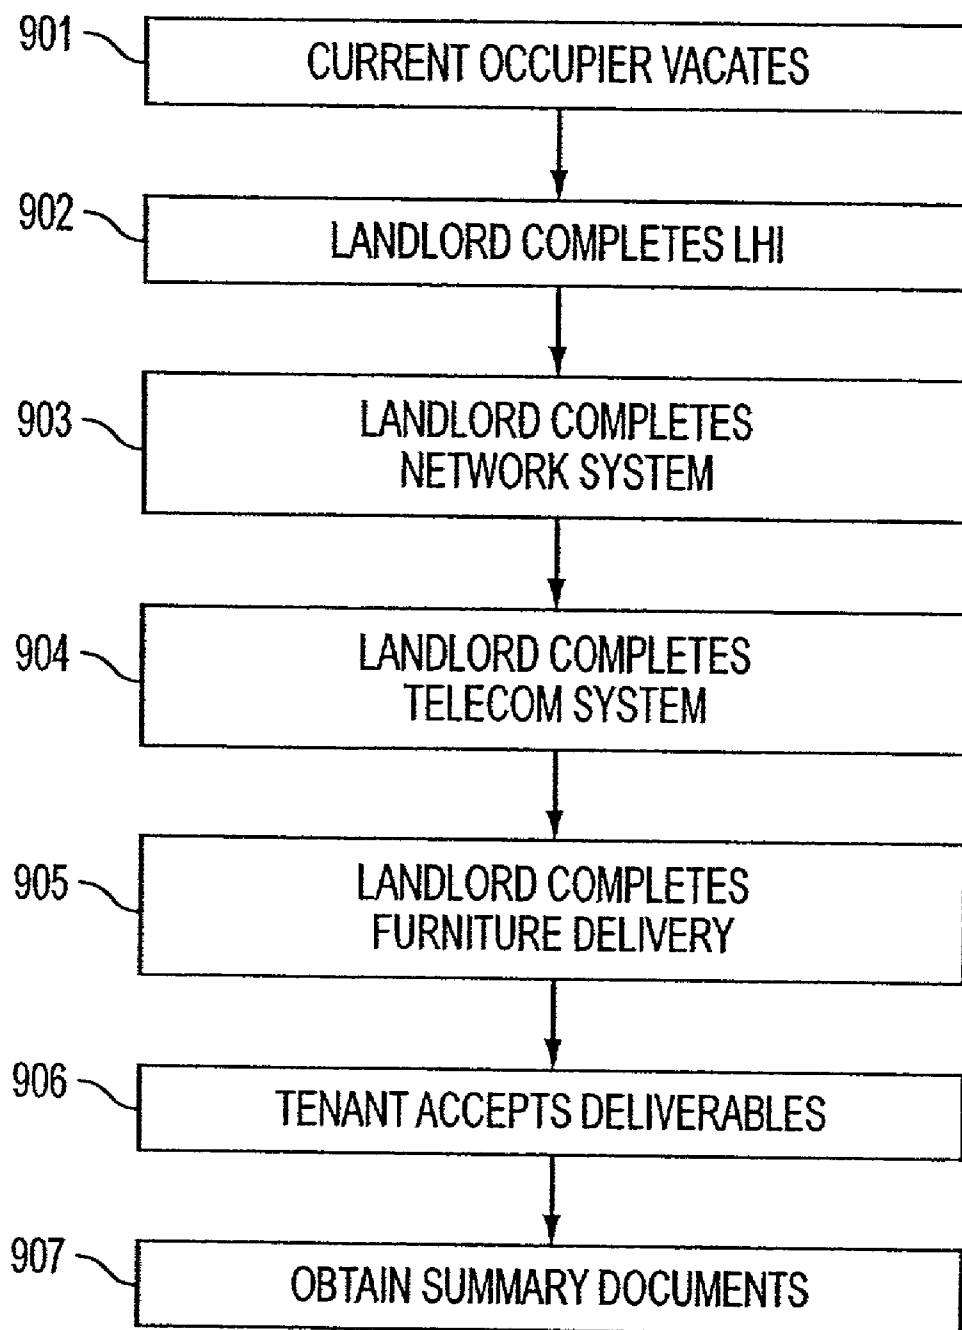 901
CURRENT OCCUPIER VACATES
902
LANDLORD COMPLETES LHI
903
LANDLORD COMPLETES
NETWORK SYSTEM
904
LANDLORD COMPLETES
TELECOM SYSTEM
905
LANDLORD COMPLETES
FURNITURE DELIVERY
906
TENANT ACCEPTS DELIVERABLES
907
OBTAIN SUMMARY DOCUMENTS